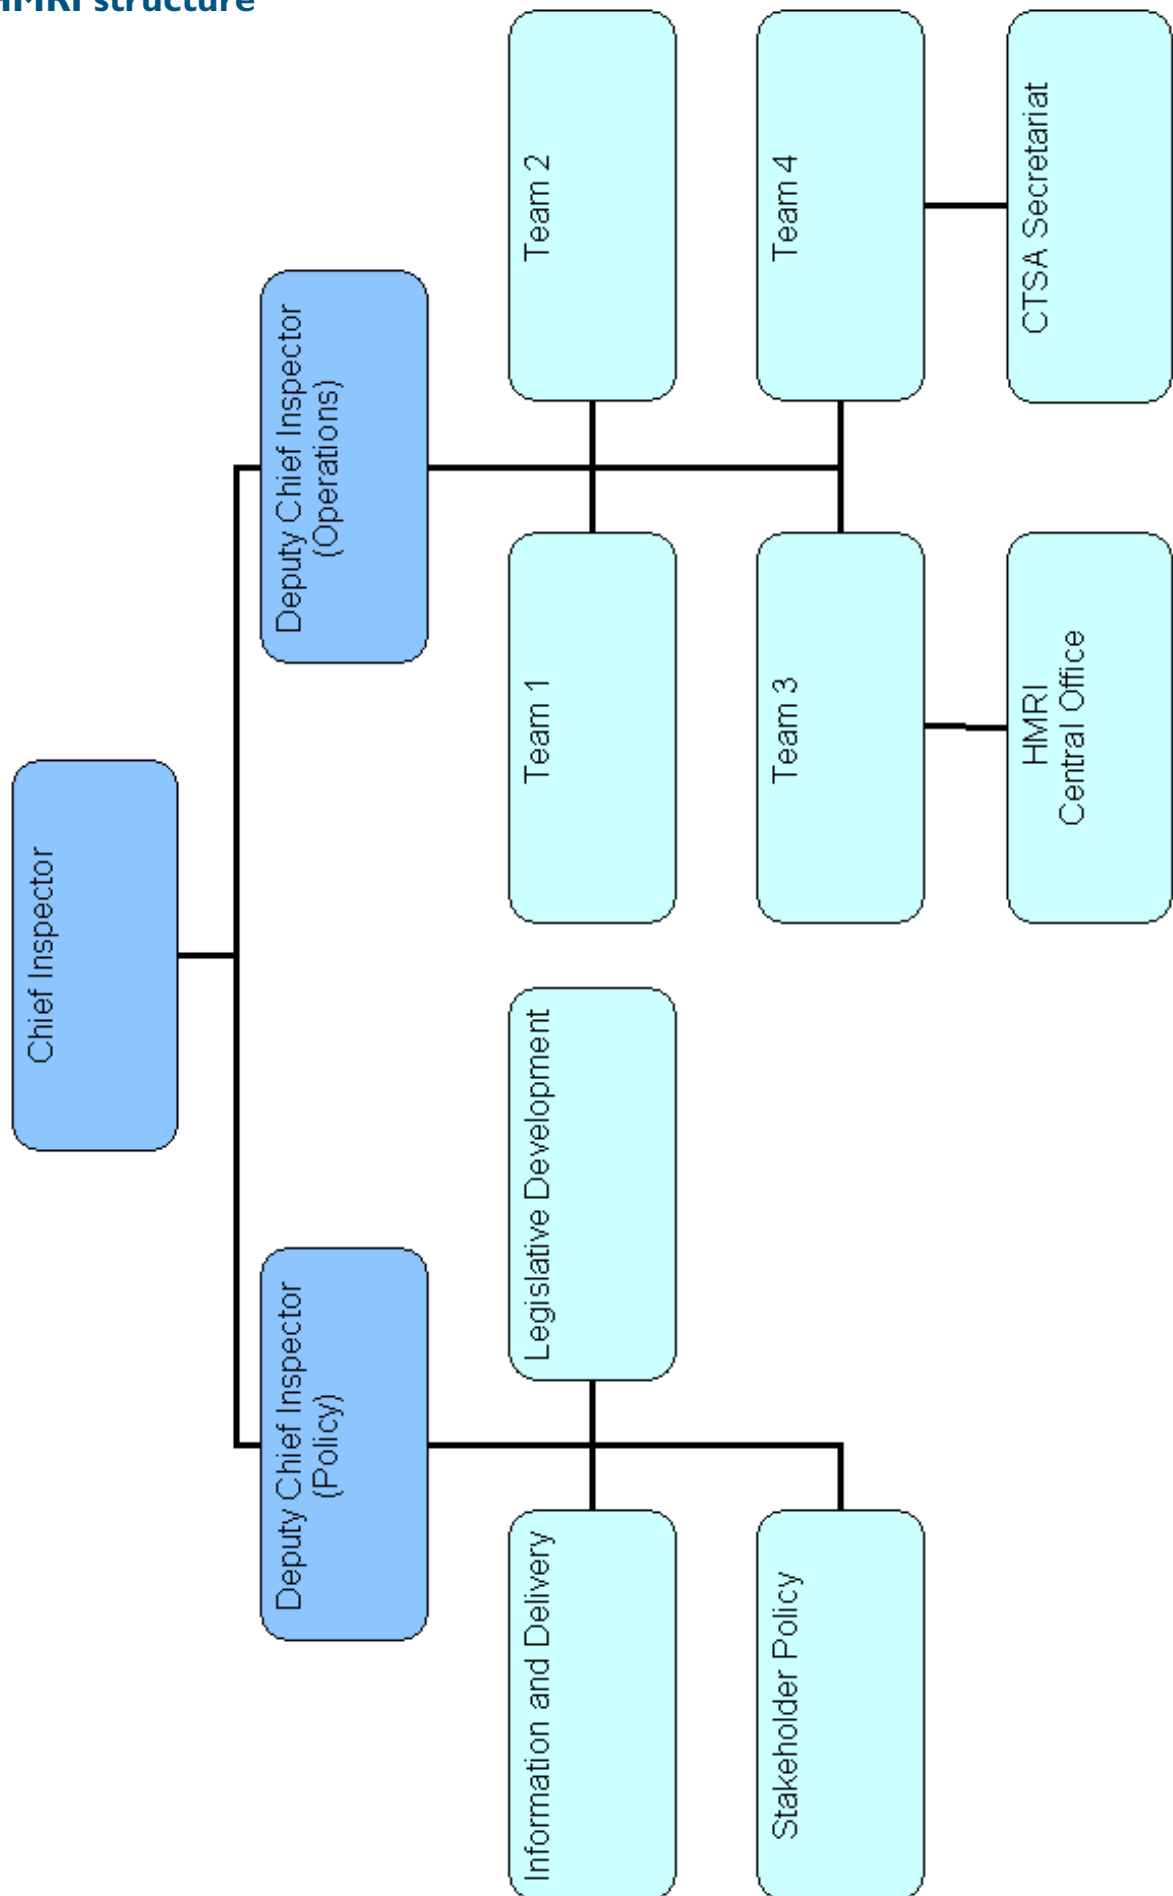 HMRI structure
Chief Inspector
Deputy Chief Inspector
(Policy)
Deputy Chief Inspector
(Operations)
Information and Delivery
Legislative Development
Team 1
Team 2
Stakeholder Policy
Team 3
Team 4
HMRI
Central Office
CTSA Secretariat